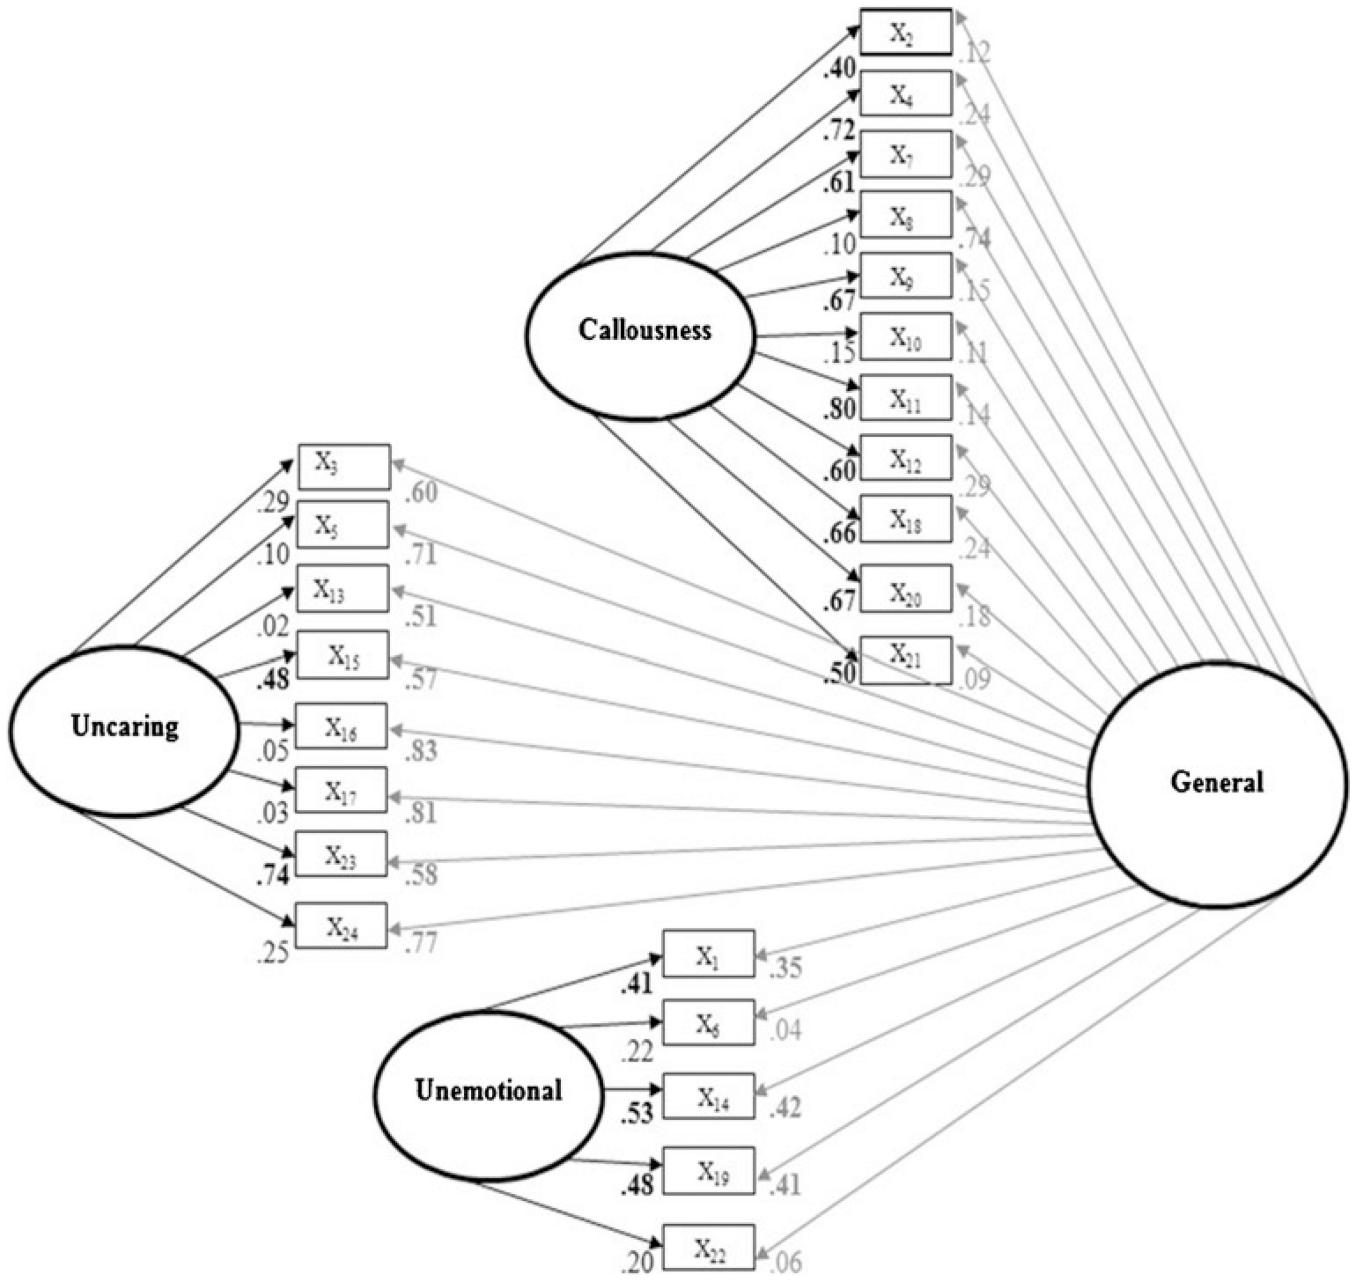 X2
.40
.12
X4
.72
.24
X7
.61
.29
X8
.10
.74
X9
.67
.15
Callousness
X10
.15
.11
X11
.80
.14
X12
.60
.29
X18
.66
.24
X20
.67
.18
X21
.50
.09
X3
.29
.60
X5
.10
.71
X13
.02
.51
X15
.48
.57
Uncaring
X16
.05
.83
General
X17
.03
.81
X23
.74
.58
X24
.25
.77
X1
.41
.35
X6
.22
.04
Unemotional
X14
.53
.42
X19
.48
.41
X22
.20
.06